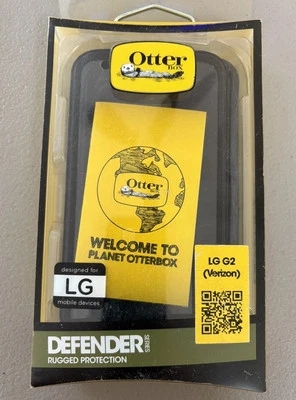 Otter
BOX
Otter
BOX
WELCOME TO
PLANET OTTERBOX
designed for
LG
mobile devices
LG G2
(Verizon)
DEFENDER SERIES
RUGGED PROTECTION